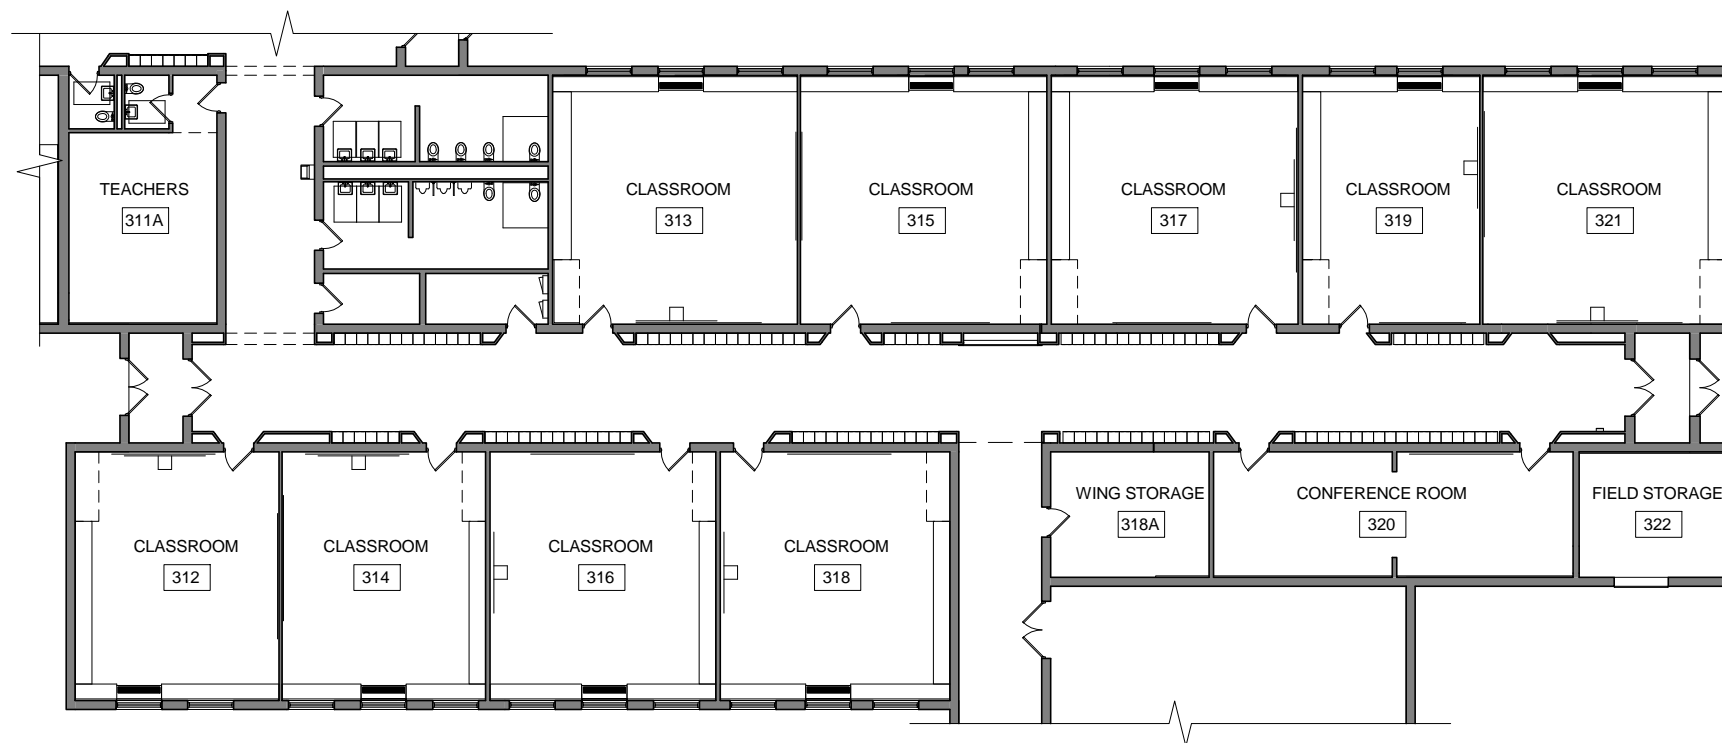 TEACHERS
311A
CLASSROOM
313
CLASSROOM
315
CLASSROOM
317
CLASSROOM
319
CLASSROOM
321
CLASSROOM
312
CLASSROOM
314
CLASSROOM
316
CLASSROOM
318
WING STORAGE
318A
CONFERENCE ROOM
320
FIELD STORAGE
322